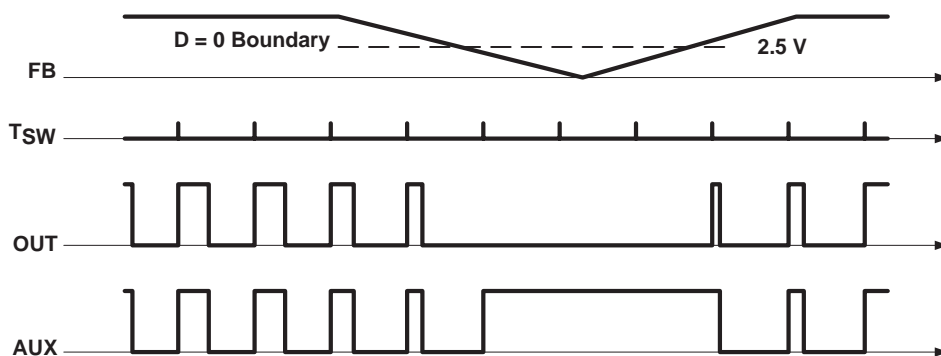 D = 0 Boundary
2.5 V
FB
TSW
OUT
AUX